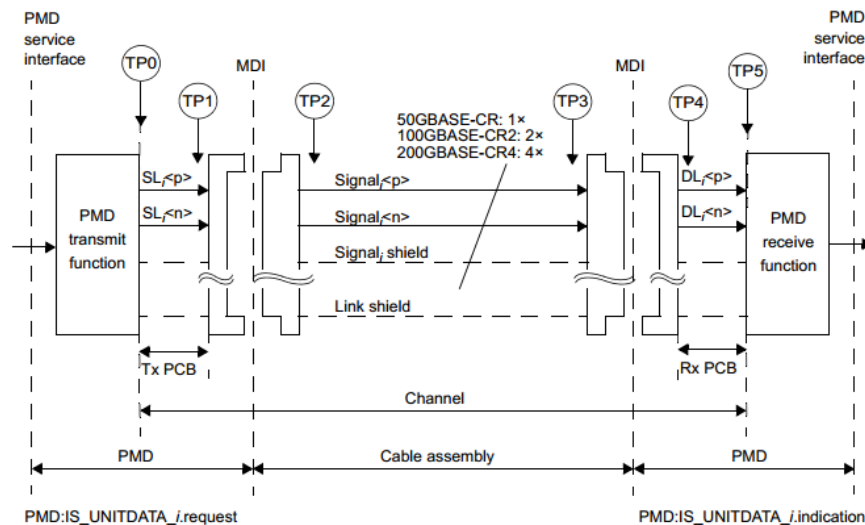 PMD
service
interface
PMD
service
interface
TP0
TP5
MDI
MDI
TP1
TP2
TP3
TP4
50GBASE-CR: 1×
100GBASE-CR2: 2×
200GBASE-CR4: 4×
SLi<p>
Signali<p>
DLi<p>
SLi<n>
Signali<n>
DLi<n>
PMD
transmit
function
PMD
receive
function
Signali shield
Link shield
Tx PCB
Rx PCB
Channel
PMD
Cable assembly
PMD
PMD:IS_UNITDATA_i.request
PMD:IS_UNITDATA_i.indication